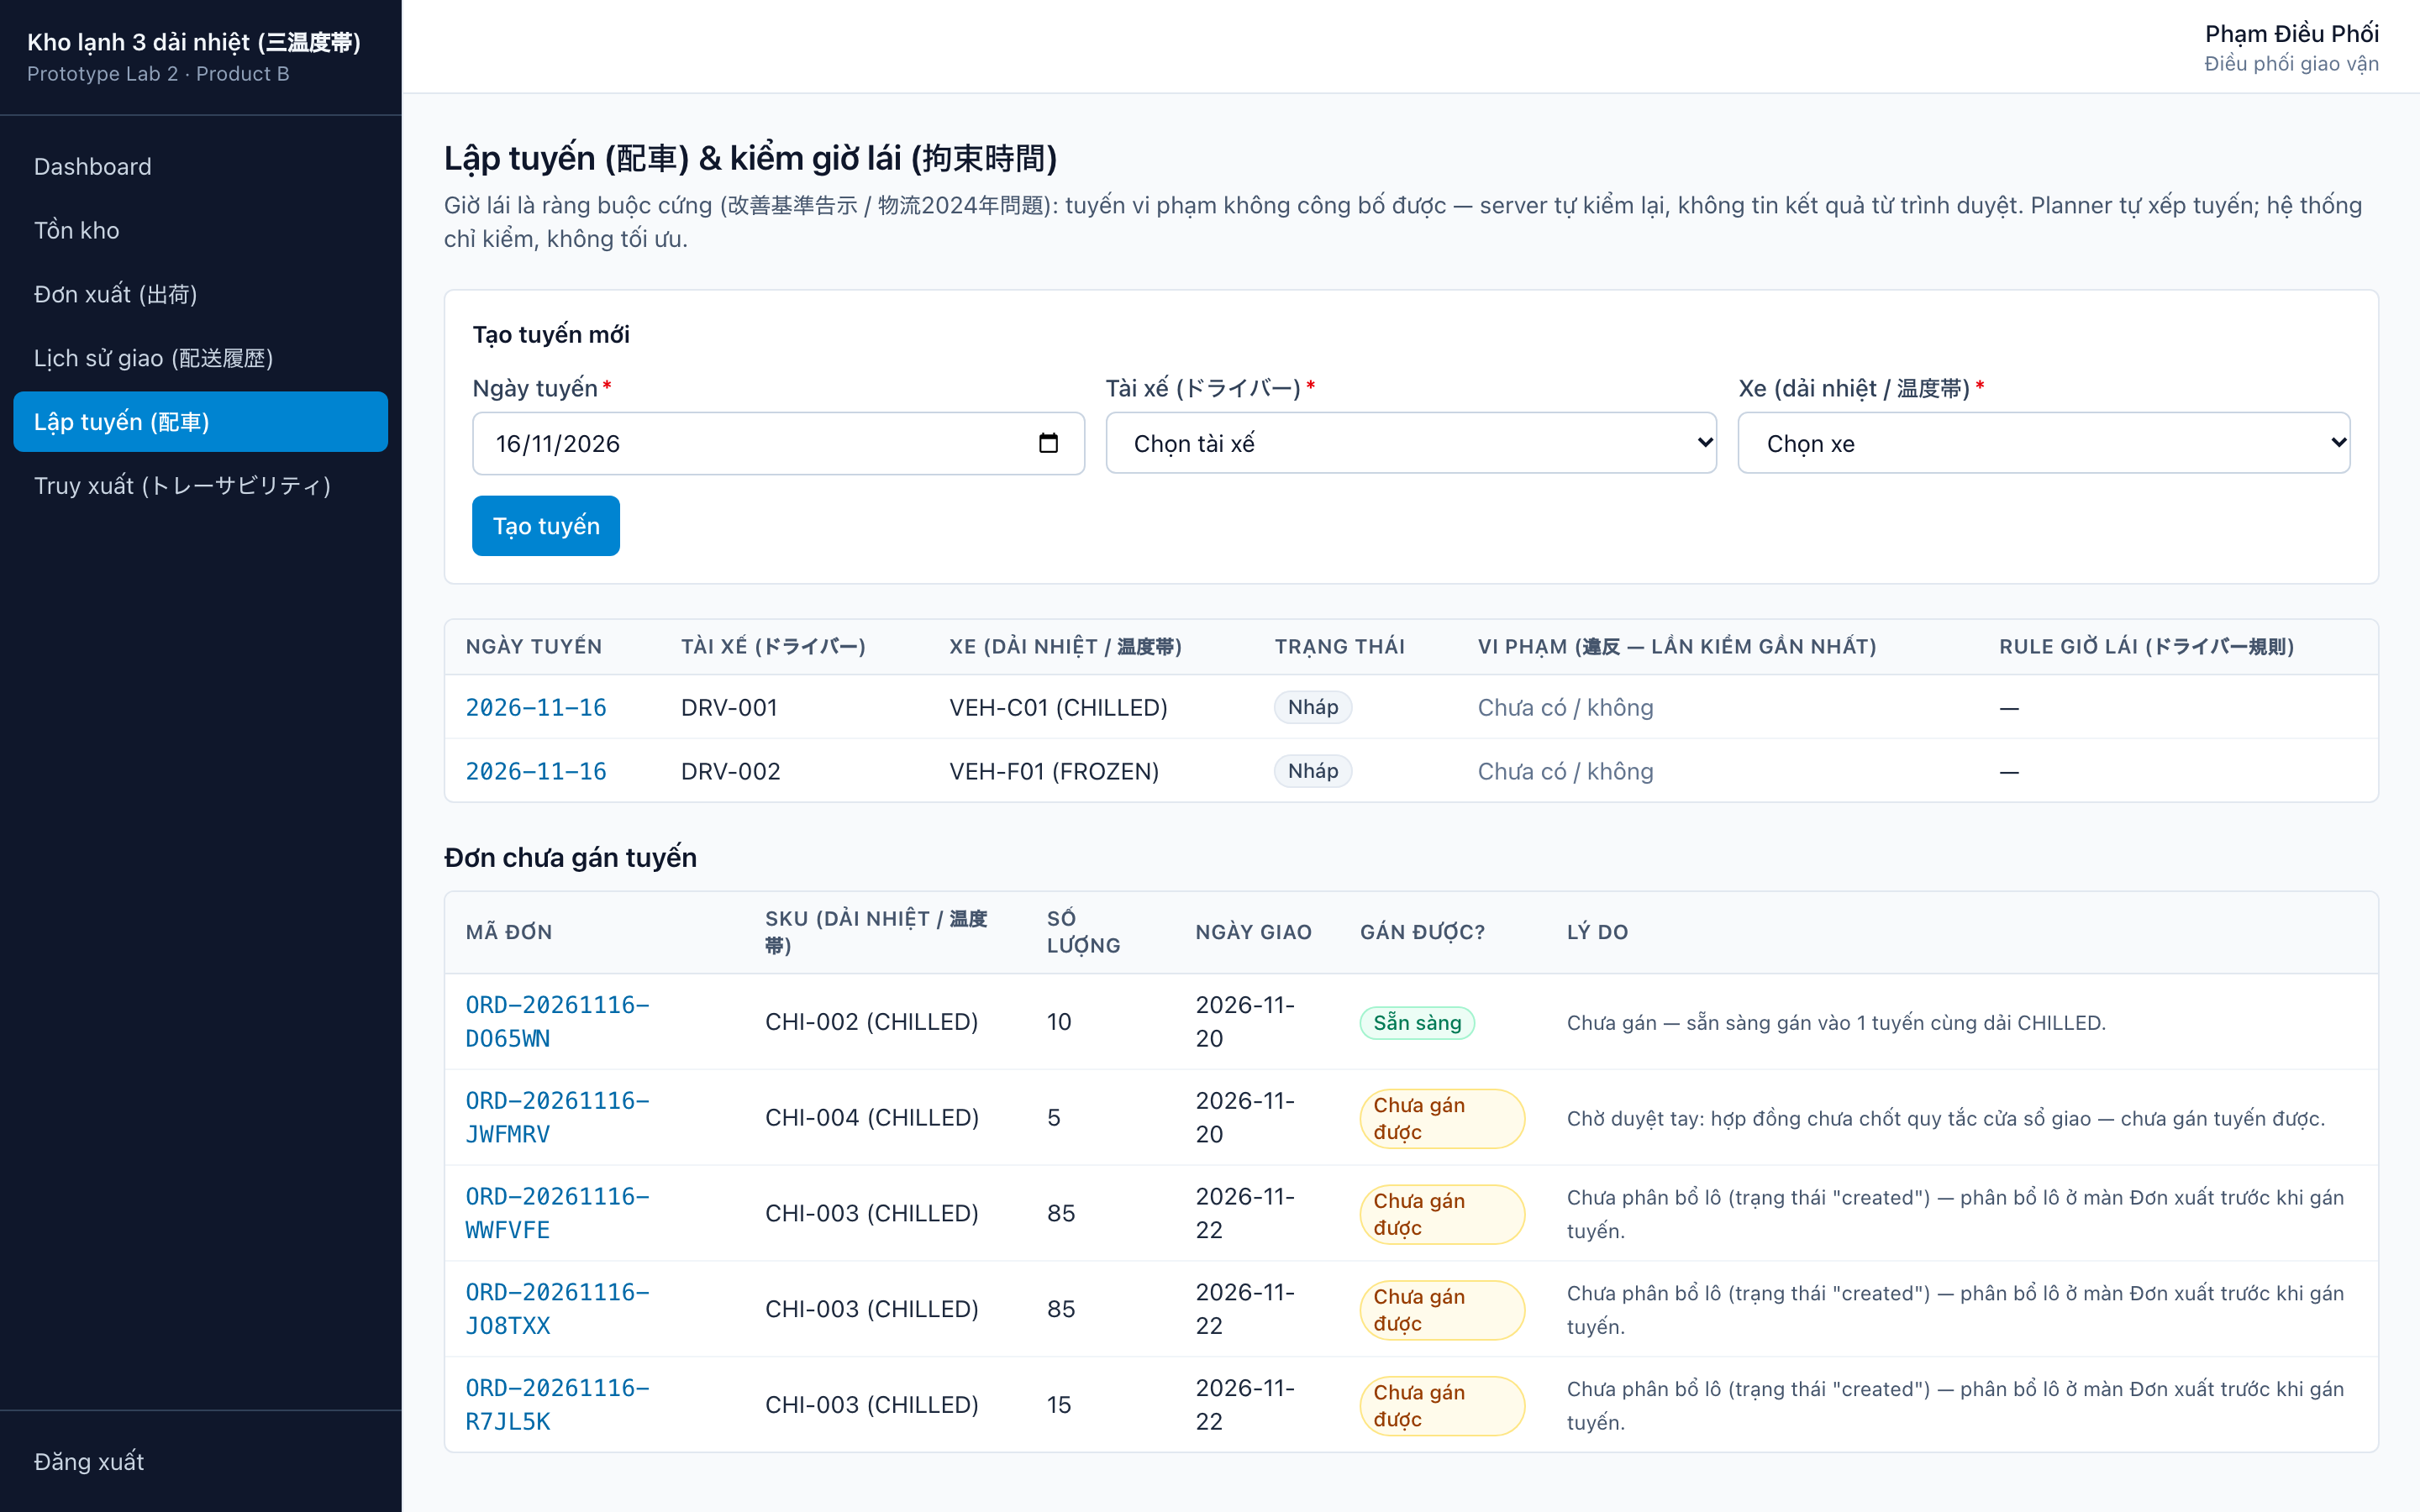 Kho lạnh 3 dải nhiệt (三温度帯)
Prototype Lab 2 · Product B
Dashboard
Tồn kho
Đơn xuất (出荷)
Lịch sử giao (配送履歴)
Lập tuyến (配車)
Truy xuất (トレーサビリティ)
Đăng xuất
Phạm Điều Phối
Điều phối giao vận
Lập tuyến (配車) & kiểm giờ lái (拘束時間)
Giờ lái là ràng buộc cứng (改善基準告示 / 物流2024年問題): tuyến vi phạm không công bố được — server tự kiểm lại, không tin kết quả từ trình duyệt. Planner tự xếp tuyến; hệ thống
chỉ kiểm, không tối ưu.
Tạo tuyến mới
Ngày tuyến* Tài xế (ドライバー)* Xe (dải nhiệt / 温度帯)*
16/11/2026 Chọn tài xế Chọn xe
Tạo tuyến
NGÀY TUYẾN TÀI XẾ (ドライバー) XE (DẢI NHIỆT / 温度帯) TRẠNG THÁI VI PHẠM (違反 — LẦN KIỂM GẦN NHẤT) RULE GIỜ LÁI (ドライバー規則)
2026-11-16 DRV-001 VEH-C01 (CHILLED) Nháp Chưa có / không —
2026-11-16 DRV-002 VEH-F01 (FROZEN) Nháp Chưa có / không —
Đơn chưa gán tuyến
MÃ ĐƠN SKU (DẢI NHIỆT / 温度
帯) SỐ
LƯỢNG NGÀY GIAO GÁN ĐƯỢC? LÝ DO
ORD-20261116-
DO65WN CHI-002 (CHILLED) 10 2026-11-
20 Sẵn sàng Chưa gán — sẵn sàng gán vào 1 tuyến cùng dải CHILLED.
ORD-20261116-
JWFMRV CHI-004 (CHILLED) 5 2026-11-
20 Chưa gán
được Chờ duyệt tay: hợp đồng chưa chốt quy tắc cửa sổ giao — chưa gán tuyến được.
ORD-20261116-
WWFVFE CHI-003 (CHILLED) 85 2026-11-
22 Chưa gán
được Chưa phân bổ lô (trạng thái "created") — phân bổ lô ở màn Đơn xuất trước khi gán
tuyến.
ORD-20261116-
JO8TXX CHI-003 (CHILLED) 85 2026-11-
22 Chưa gán
được Chưa phân bổ lô (trạng thái "created") — phân bổ lô ở màn Đơn xuất trước khi gán
tuyến.
ORD-20261116-
R7JL5K CHI-003 (CHILLED) 15 2026-11-
22 Chưa gán
được Chưa phân bổ lô (trạng thái "created") — phân bổ lô ở màn Đơn xuất trước khi gán
tuyến.